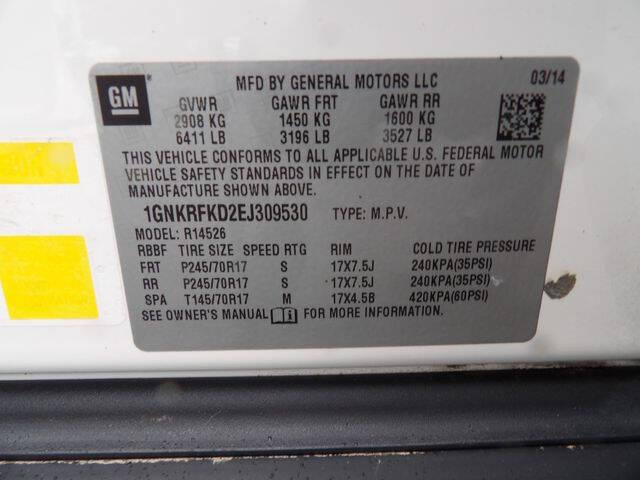 GM
MFD BY GENERAL MOTORS LLC 03/14
GVWR GAWR FRT GAWR RR
2908 KG 1450 KG 1600 KG
6411 LB 3196 LB 3527 LB
THIS VEHICLE CONFORMS TO ALL APPLICABLE U.S. FEDERAL MOTOR
VEHICLE SAFETY STANDARDS IN EFFECT ON THE DATE OF
MANUFACTURE SHOWN ABOVE.
1GNKRFKD2EJ309530 TYPE: M.P.V.
MODEL: R14526
RBBF TIRE SIZE SPEED RTG RIM COLD TIRE PRESSURE
FRT P245/70R17 S 17X7.5J 240KPA(35PSI)
RR P245/70R17 S 17X7.5J 240KPA(35PSI)
SPA T145/70R17 M 17X4.5B 420KPA(60PSI)
SEE OWNER'S MANUAL FOR MORE INFORMATION.